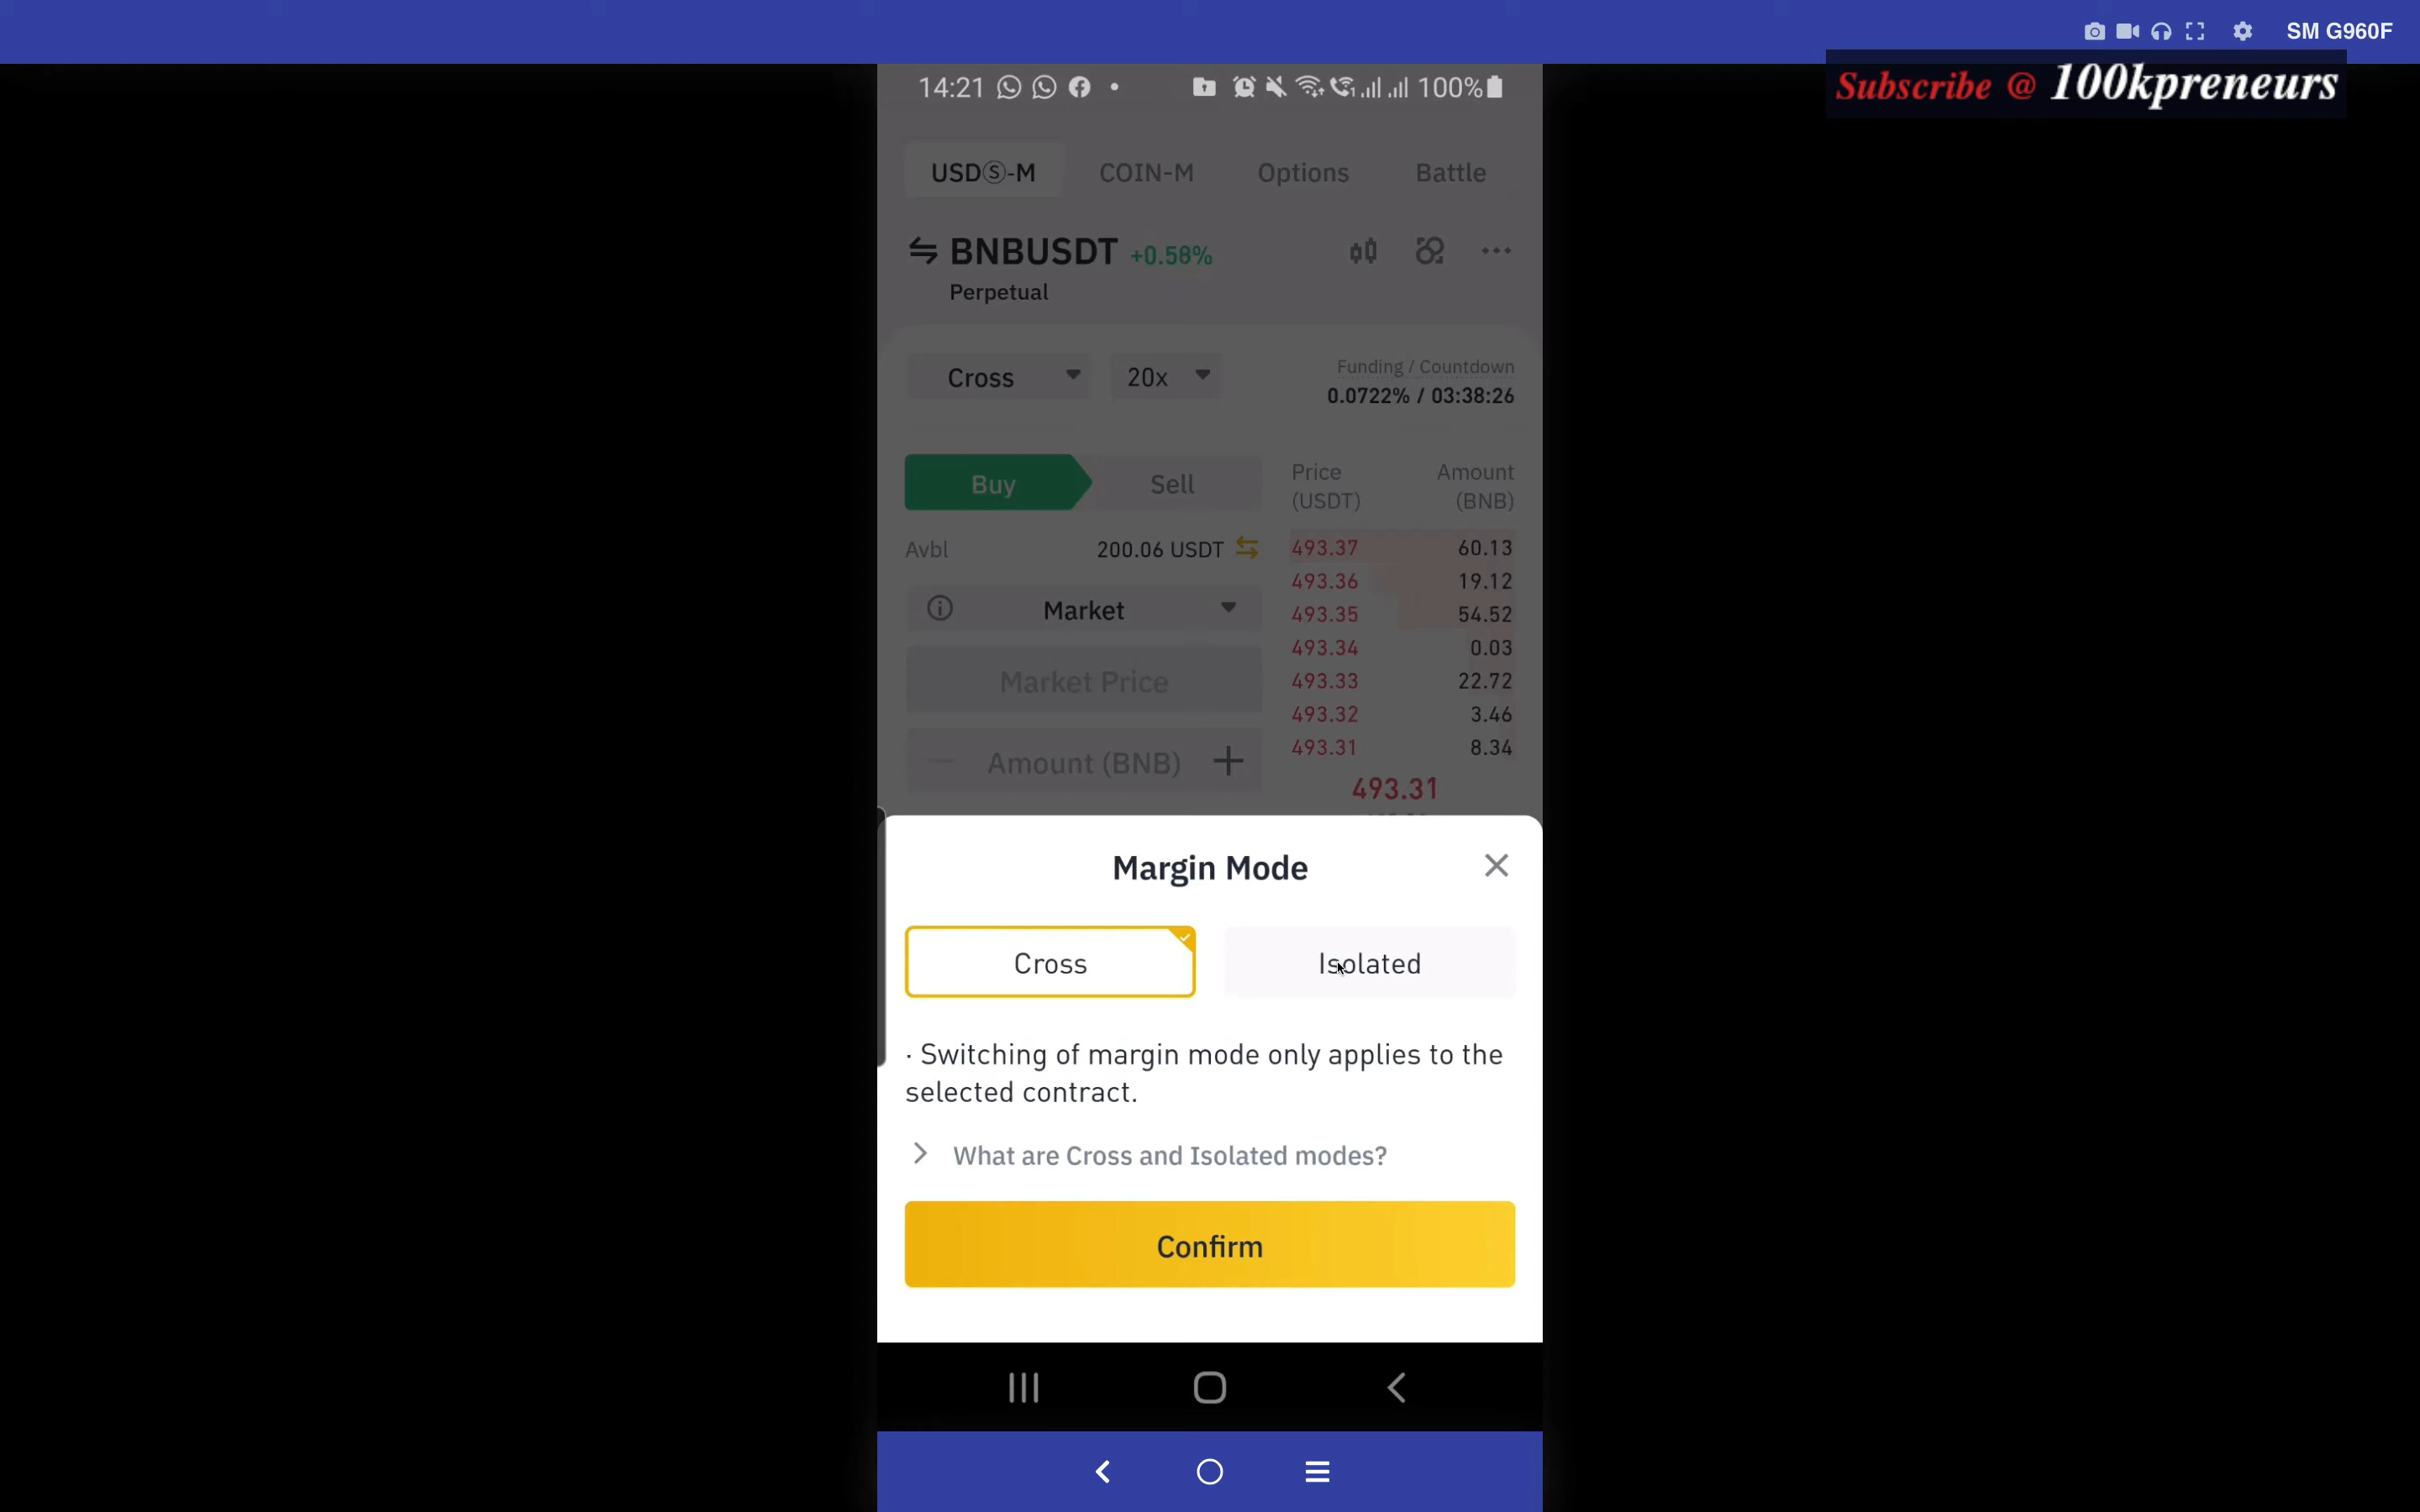 SM G960F
Subscribe @ 100kpreneurs
14:21 100%
USDⓈ-M COIN-M Options Battle
BNBUSDT +0.58%
Perpetual
Cross 20x Funding / Countdown
0.0722% / 03:38:26
Buy Sell Price Amount
(USDT) (BNB)
Avbl 200.06 USDT 493.37 60.13
493.36 19.12
Market 493.35 54.52
493.34 0.03
Market Price 493.33 22.72
493.32 3.46
Amount (BNB) 493.31 8.34
493.31
Margin Mode
Cross Isolated
· Switching of margin mode only applies to the
selected contract.
What are Cross and Isolated modes?
Confirm